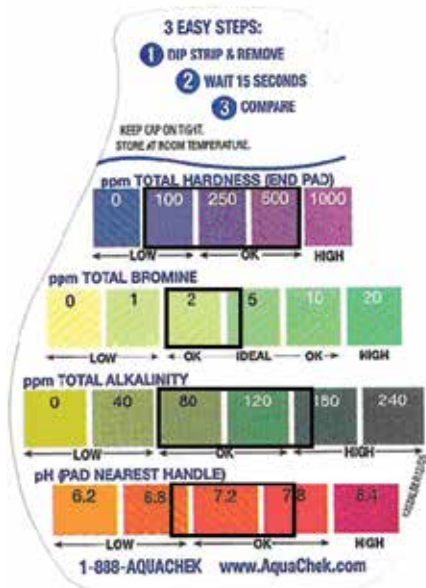 3 EASY STEPS:
1 DIP STRIP & REMOVE
2 WAIT 15 SECONDS
3 COMPARE
KEEP CAP ON TIGHT.
STORE AT ROOM TEMPERATURE.
ppm TOTAL HARDNESS (END PAD)
0 100 250 500 1000
LOW OK HIGH
ppm TOTAL BROMINE
0 1 2 5 10 20
LOW OK IDEAL OK HIGH
ppm TOTAL ALKALINITY
0 40 80 120 180 240
LOW OK HIGH
pH (PAD NEAREST HANDLE)
6.2 6.8 7.2 7.8 8.4
LOW OK HIGH
1-888-AQUACHEK www.AquaChek.com